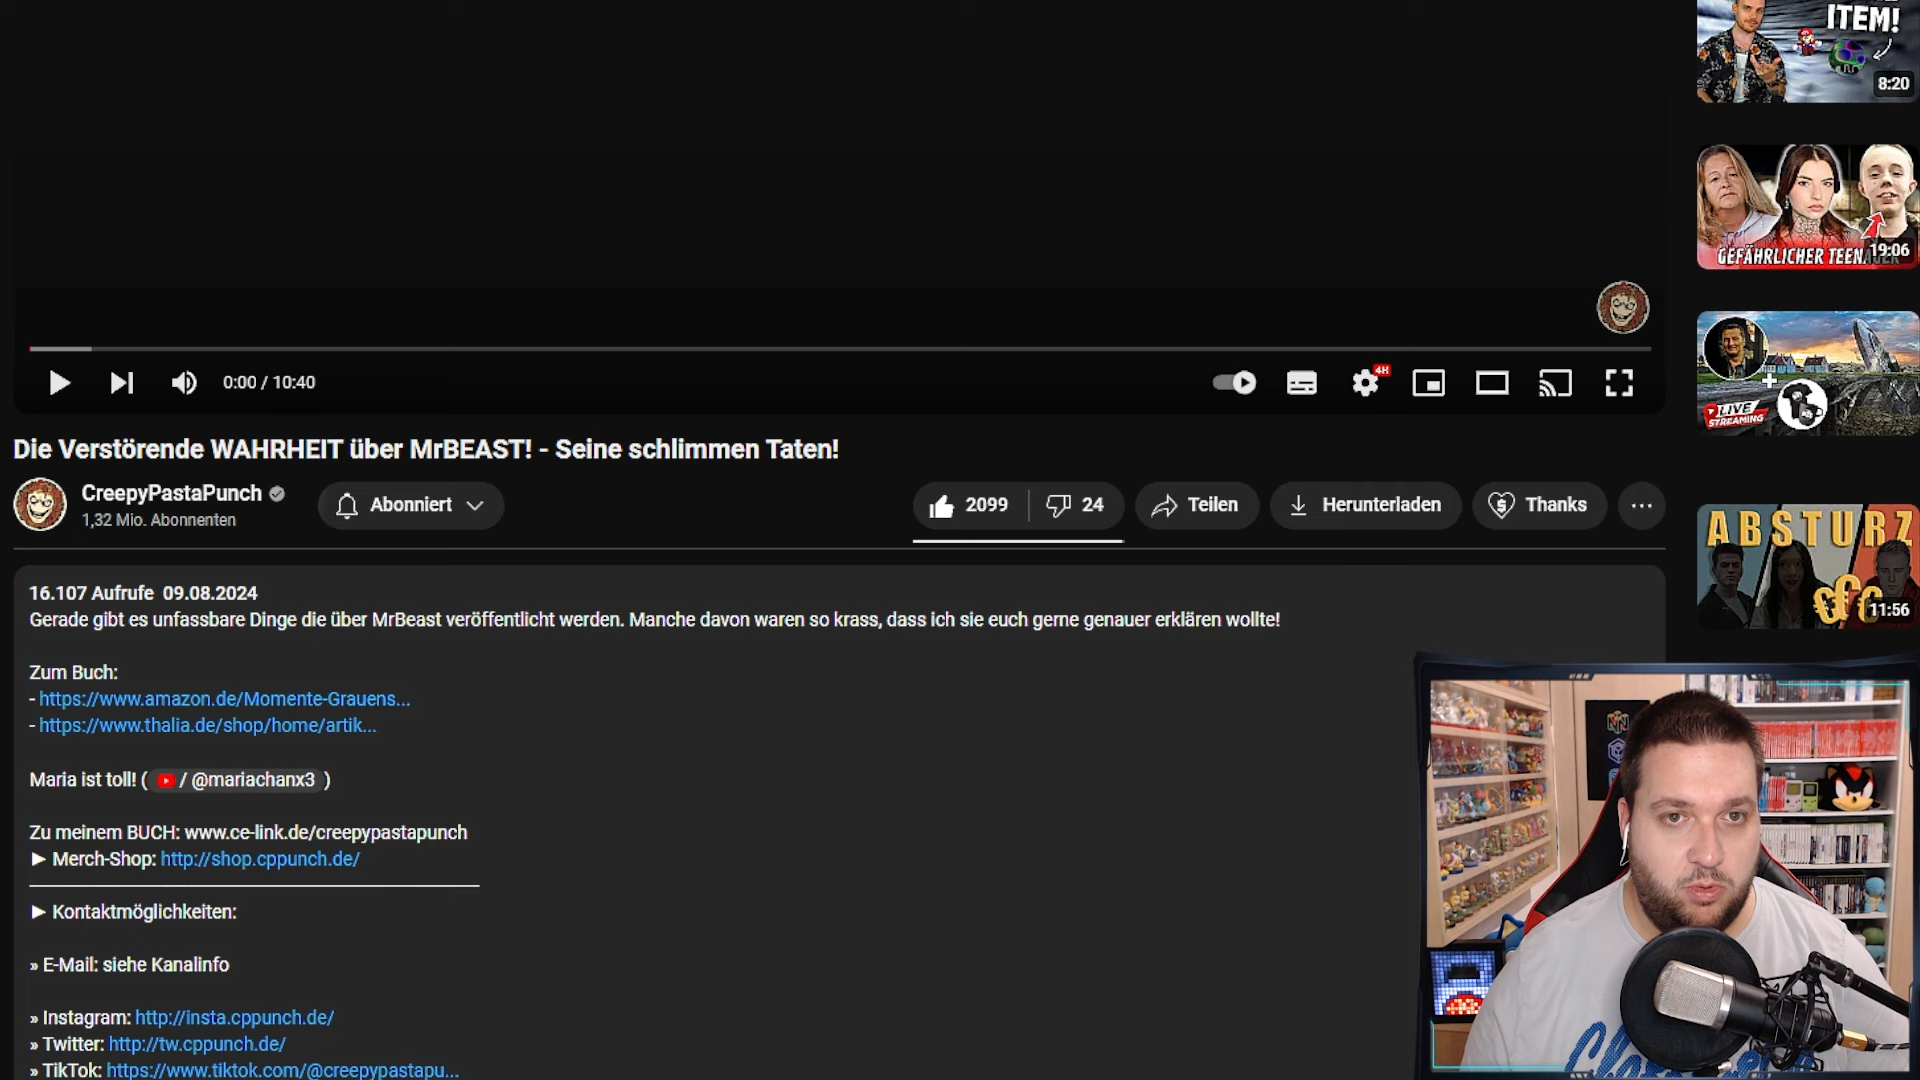 ITEM!
8:20
GEFÄHRLICHER TEENAGER
19:06
LIVE
STREAMING
ABSTURZ
11:56
0:00 / 10:40
4K
Die Verstörende WAHRHEIT über MrBEAST! - Seine schlimmen Taten!
CreepyPastaPunch
1,32 Mio. Abonnenten
Abonniert
2099
24
Teilen
Herunterladen
Thanks
16.107 Aufrufe 09.08.2024
Gerade gibt es unfassbare Dinge die über MrBeast veröffentlicht werden. Manche davon waren so krass, dass ich sie euch gerne genauer erklären wollte!
Zum Buch:
- https://www.amazon.de/Momente-Grauens...
- https://www.thalia.de/shop/home/artik...
Maria ist toll! ( / @mariachanx3 )
Zu meinem BUCH: www.ce-link.de/creepypastapunch
► Merch-Shop: http://shop.cppunch.de/
► Kontaktmöglichkeiten:
» E-Mail: siehe Kanalinfo
» Instagram: http://insta.cppunch.de/
» Twitter: http://tw.cppunch.de/
» TikTok: https://www.tiktok.com/@creepypastapu...